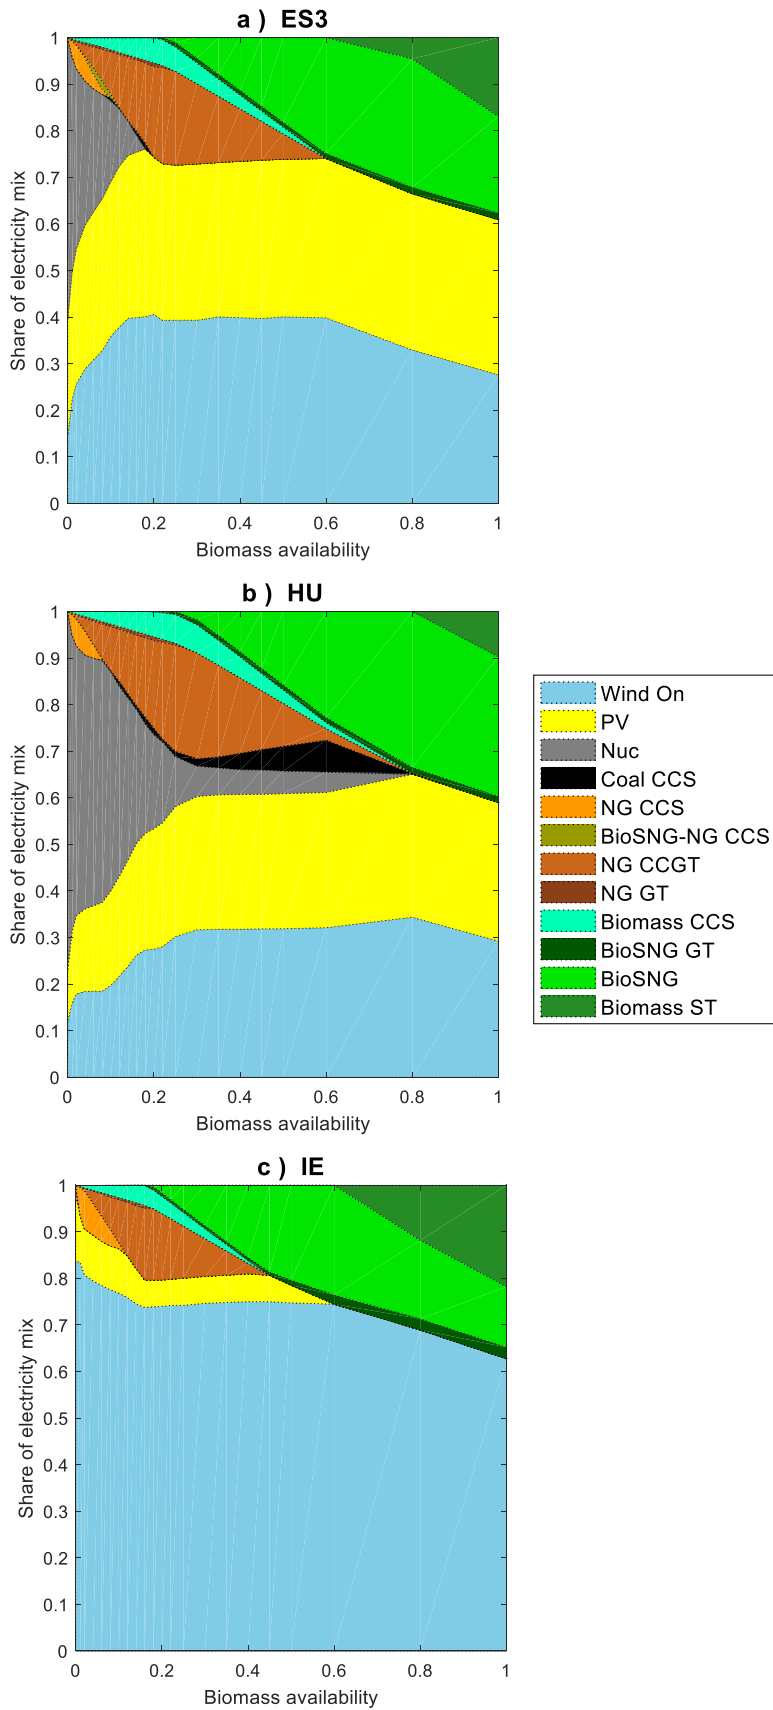 a )  ES3
1
0.9
0.8
0.7
0.6
0.5
0.4
0.3
0.2
0.1
0
Share of electricity mix
0 0.2 0.4 0.6 0.8 1
Biomass availability
b )  HU
1
0.9
0.8
0.7
0.6
0.5
0.4
0.3
0.2
0.1
0
Share of electricity mix
0 0.2 0.4 0.6 0.8 1
Biomass availability
Wind On
PV
Nuc
Coal CCS
NG CCS
BioSNG-NG CCS
NG CCGT
NG GT
Biomass CCS
BioSNG GT
BioSNG
Biomass ST
c )  IE
1
0.9
0.8
0.7
0.6
0.5
0.4
0.3
0.2
0.1
0
Share of electricity mix
0 0.2 0.4 0.6 0.8 1
Biomass availability